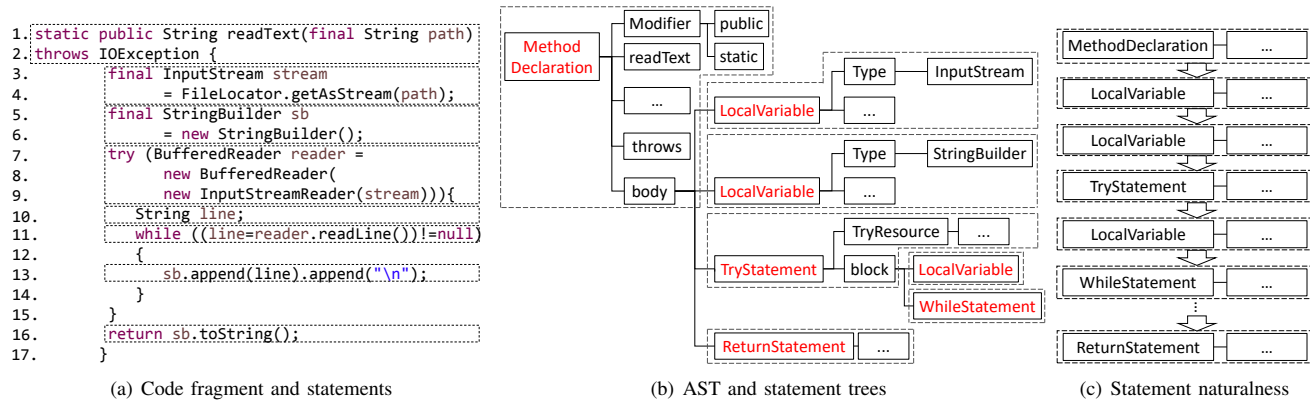 1. static public String readText(final String path)
2. throws IOException {
3. final InputStream stream
4. = FileLocator.getAsStream(path);
5. final StringBuilder sb
6. = new StringBuilder();
7. try (BufferedReader reader =
8. new BufferedReader(
9. new InputStreamReader(stream))){
10. String line;
11. while ((line=reader.readLine())!=null)
12. {
13. sb.append(line).append("\n");
14. }
15. }
16. return sb.toString();
17. }
(a) Code fragment and statements
Method
Declaration
Modifier
public
static
readText
...
throws
body
LocalVariable
Type
InputStream
...
LocalVariable
Type
StringBuilder
...
TryStatement
TryResource
...
block
LocalVariable
WhileStatement
ReturnStatement
...
(b) AST and statement trees
MethodDeclaration ...
LocalVariable ...
LocalVariable ...
TryStatement ...
LocalVariable ...
WhileStatement ...
...
ReturnStatement ...
(c) Statement naturalness